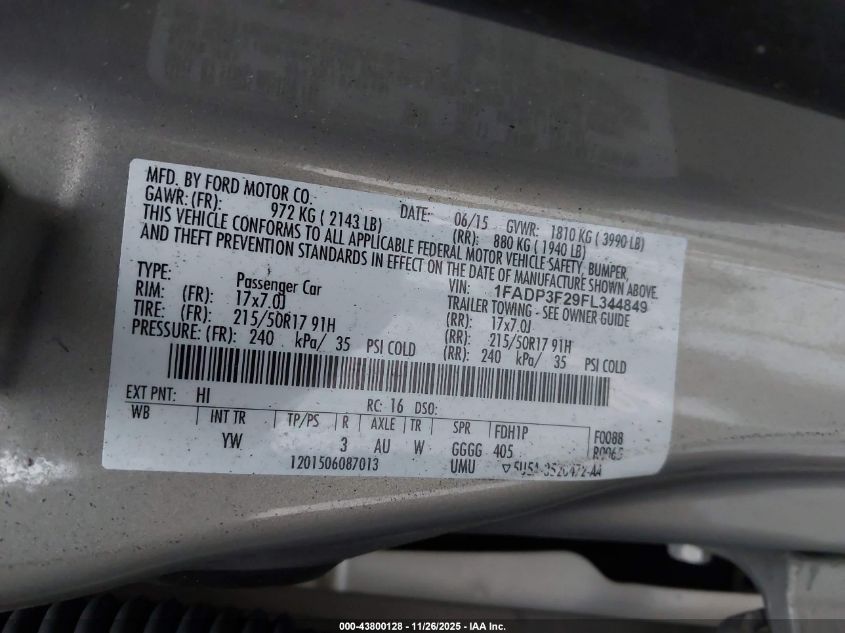 MFD. BY FORD MOTOR CO.
DATE: 06/15 GVWR: 1810 KG ( 3990 LB)
GAWR: (FR): 972 KG ( 2143 LB) (RR): 880 KG ( 1940 LB)
THIS VEHICLE CONFORMS TO ALL APPLICABLE FEDERAL MOTOR VEHICLE SAFETY, BUMPER,
AND THEFT PREVENTION STANDARDS IN EFFECT ON THE DATE OF MANUFACTURE SHOWN ABOVE.
VIN: 1FADP3F29FL344849
TYPE: Passenger Car TRAILER TOWING - SEE OWNER GUIDE
RIM: (FR): 17x7.0J (RR): 17x7.0J
TIRE: (FR): 215/50R17 91H (RR): 215/50R17 91H
PRESSURE: (FR): 240 kPa/ 35 PSI COLD (RR): 240 kPa/ 35 PSI COLD
EXT PNT: HI RC: 16 DSO:
WB INT TR TP/PS R AXLE TR SPR FDH1P F0088
YW 3 AU W GGGG 405
1201506087013 UMU
000-43800128 - 11/26/2025 - IAA Inc.